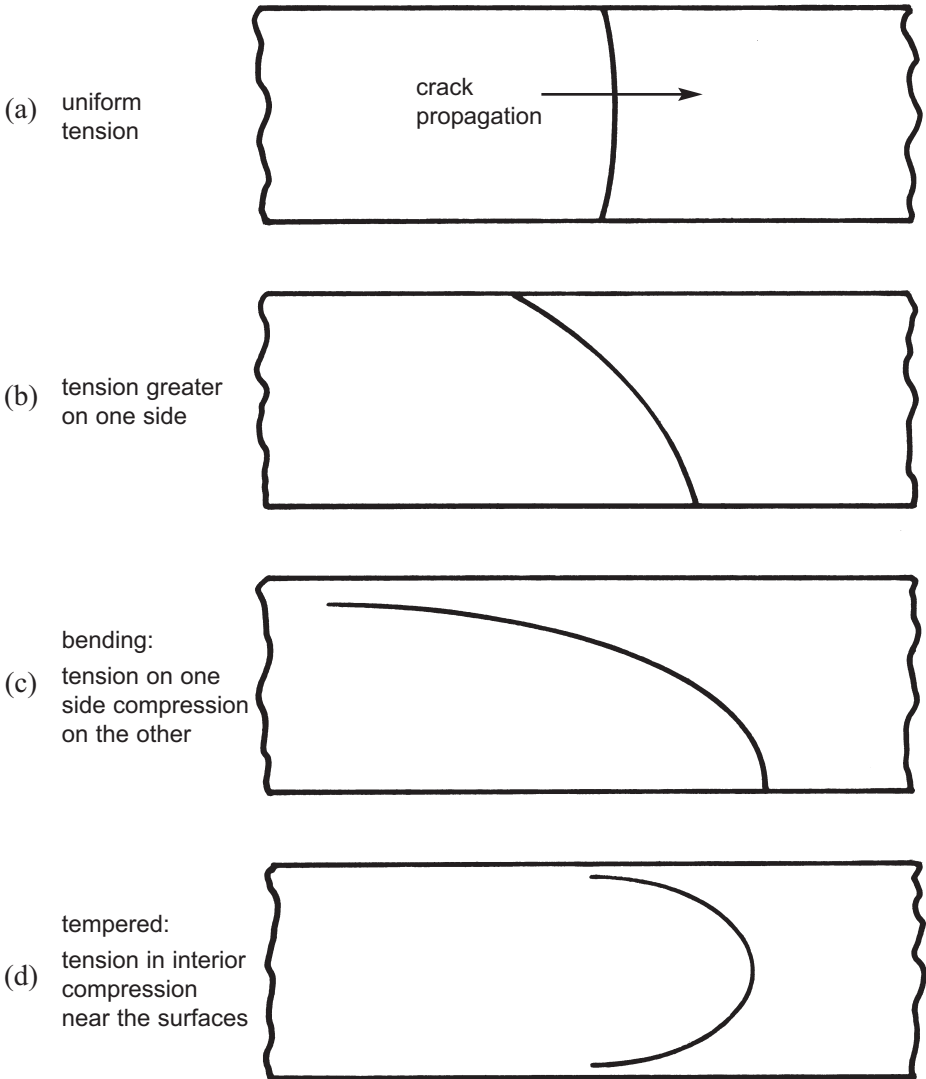 (a) uniform
tension
crack
propagation
(b) tension greater
on one side
bending:
(c) tension on one
side compression
on the other
tempered:
(d) tension in interior
compression
near the surfaces